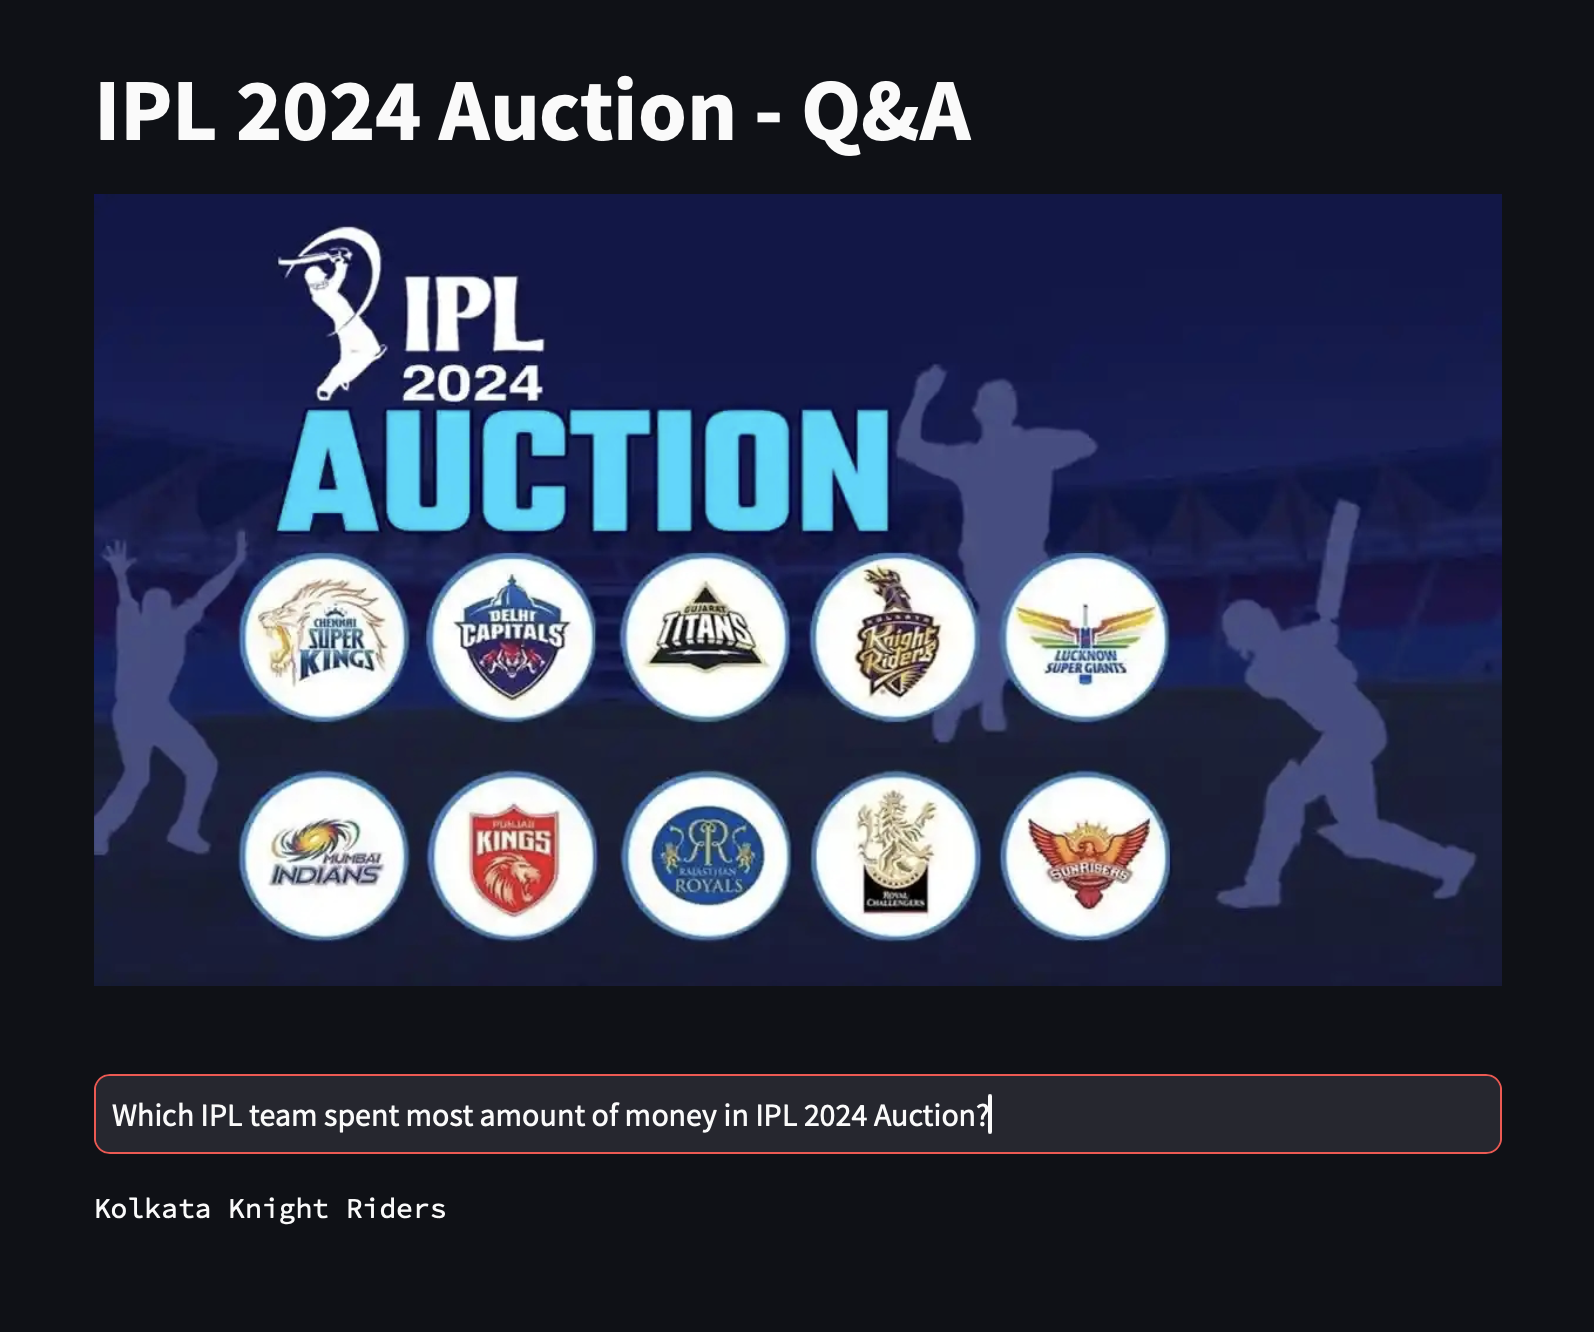 IPL 2024 Auction - Q&A
IPL
2024
AUCTION
CHENNAI
SUPER
KINGS
DELHI
CAPITALS
GUJARAT
TITANS
KOLKATA
Knight
Riders
LUCKNOW
SUPER GIANTS
MUMBAI
INDIANS
PUNJAB
KINGS
RR
RAJASTHAN
ROYALS
ROYAL
CHALLENGERS
SUNRISERS
Which IPL team spent most amount of money in IPL 2024 Auction?
Kolkata Knight Riders